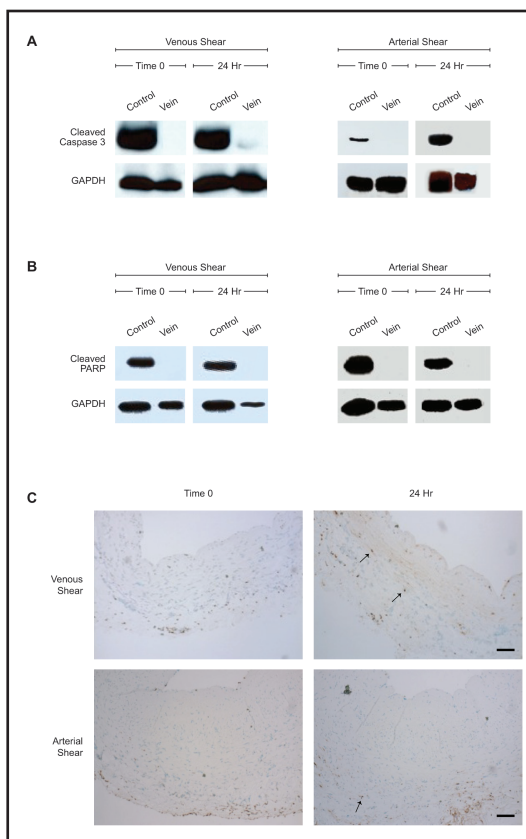 A
Venous Shear
Arterial Shear
Time 0
24 Hr
Time 0
24 Hr
Control
Vein
Control
Vein
Control
Vein
Control
Vein
Cleaved
Caspase 3
GAPDH
B
Venous Shear
Arterial Shear
Time 0
24 Hr
Time 0
24 Hr
Control
Vein
Control
Vein
Control
Vein
Control
Vein
Cleaved
PARP
GAPDH
C
Time 0
24 Hr
Venous
Shear
Arterial
Shear